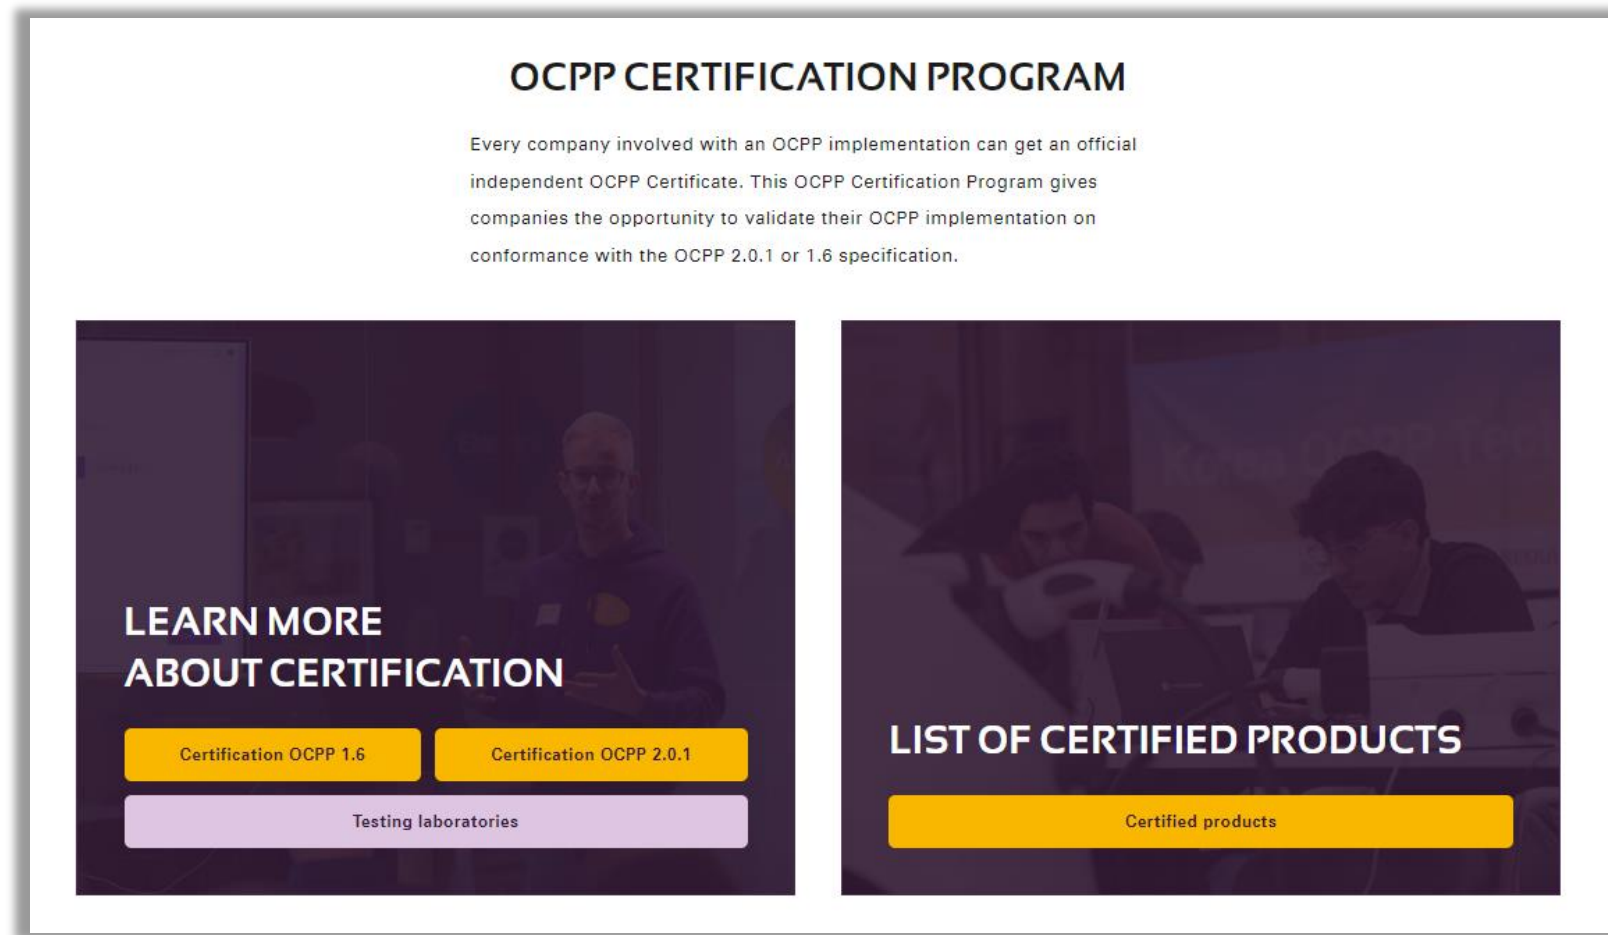 OCPP CERTIFICATION PROGRAM
Every company involved with an OCPP implementation can get an official
independent OCPP Certificate. This OCPP Certification Program gives
companies the opportunity to validate their OCPP implementation on
conformance with the OCPP 2.0.1 or 1.6 specification.
LEARN MORE
ABOUT CERTIFICATION
Certification OCPP 1.6
Certification OCPP 2.0.1
Testing laboratories
Korea OCPP Tech
LIST OF CERTIFIED PRODUCTS
Certified products